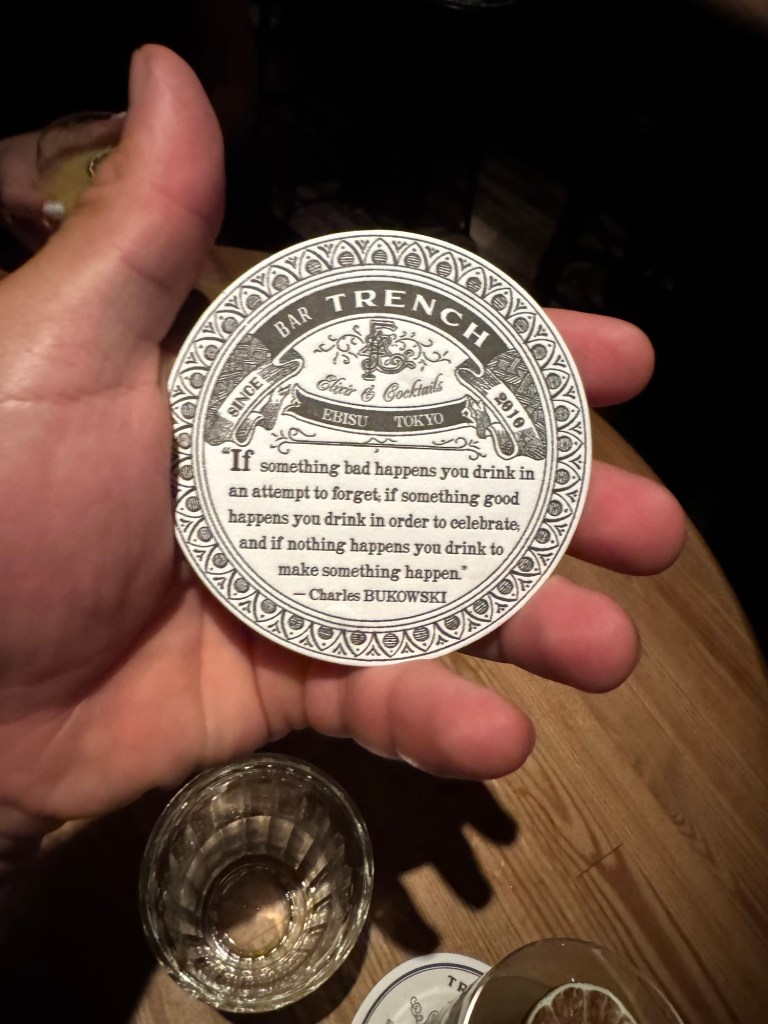 BAR TRENCH
SINCE 2010
Elixir & Cocktails
EBISU TOKYO
“If something bad happens you drink in
an attempt to forget; if something good
happens you drink in order to celebrate;
and if nothing happens you drink to
make something happen.”
— Charles BUKOWSKI
TR